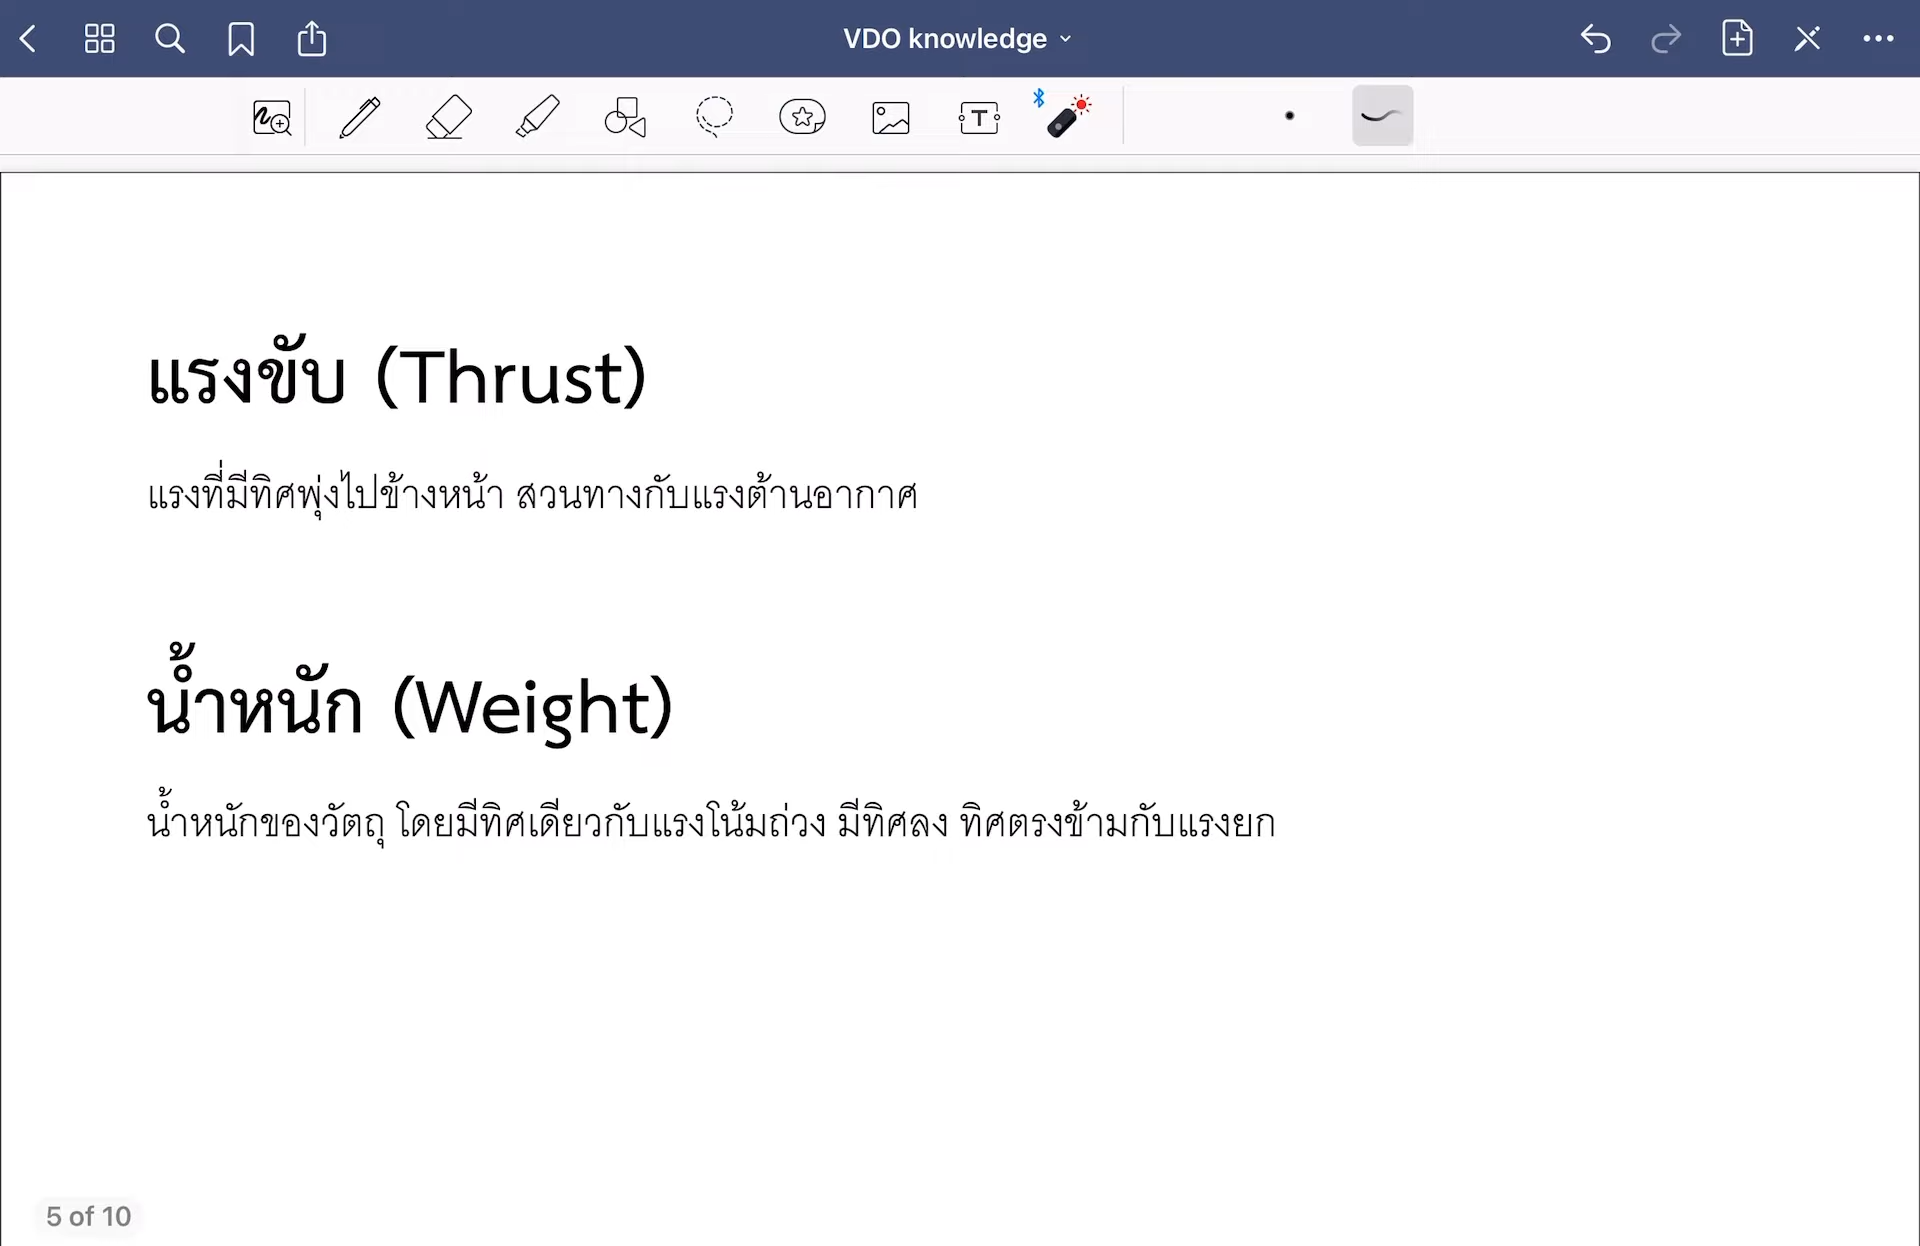 VDO knowledge
T
แรงขับ (Thrust)
แรงที่มีทิศพุ่งไปข้างหน้า สวนทางกับแรงต้านอากาศ
น้ำหนัก (Weight)
น้ำหนักของวัตถุ โดยมีทิศเดียวกับแรงโน้มถ่วง มีทิศลง ทิศตรงข้ามกับแรงยก
5 of 10